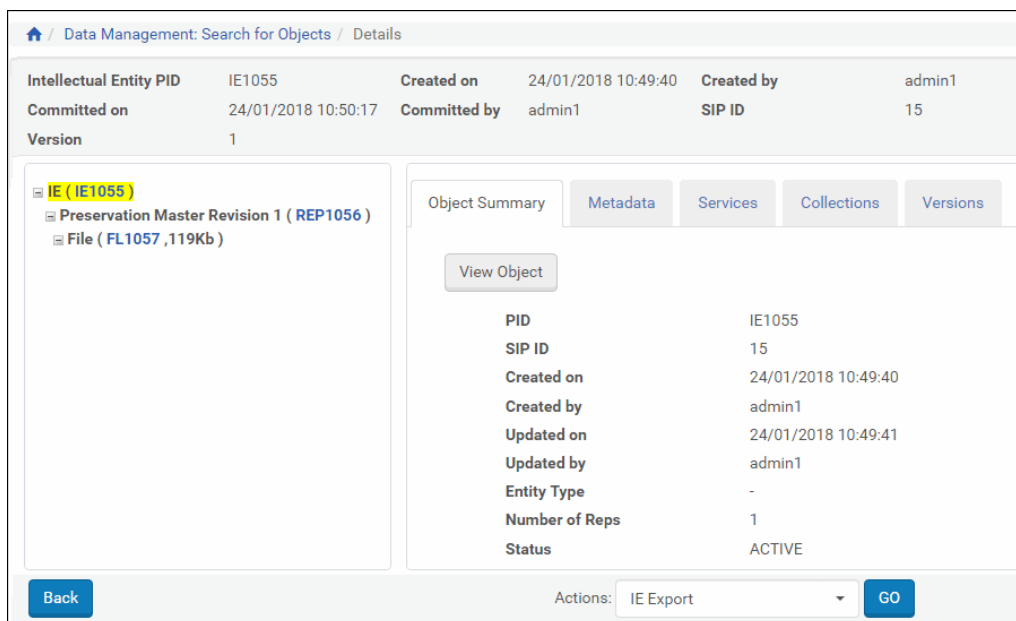 / Data Management: Search for Objects / Details
Intellectual Entity PID IE1055 Created on 24/01/2018 10:49:40 Created by admin1
Committed on 24/01/2018 10:50:17 Committed by admin1 SIP ID 15
Version 1
IE ( IE1055 )
Preservation Master Revision 1 ( REP1056 )
File ( FL1057 ,119Kb )
Object Summary Metadata Services Collections Versions
View Object
PID IE1055
SIP ID 15
Created on 24/01/2018 10:49:40
Created by admin1
Updated on 24/01/2018 10:49:41
Updated by admin1
Entity Type -
Number of Reps 1
Status ACTIVE
Back Actions: IE Export GO